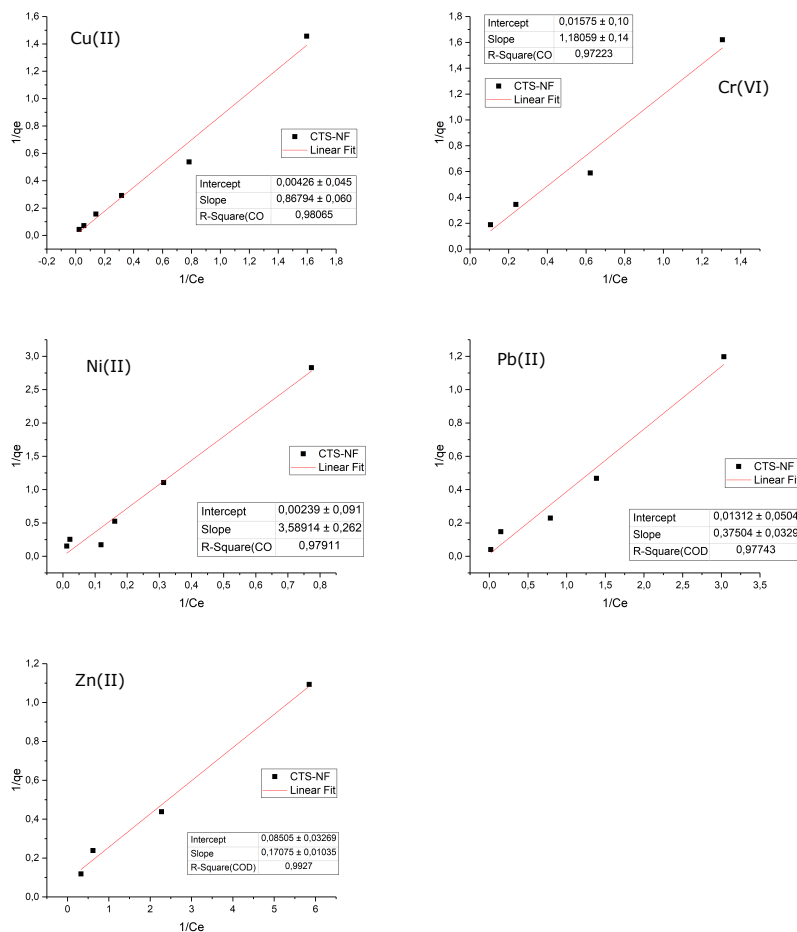 Cu(II)
1/qe
1,6
1,4
1,2
1,0
0,8
0,6
0,4
0,2
0,0
CTS-NF
Linear Fit
Intercept 0,00426 ± 0,045
Slope 0,86794 ± 0,060
R-Square(CO 0,98065
-0,2 0,0 0,2 0,4 0,6 0,8 1,0 1,2 1,4 1,6 1,8
1/Ce
Cr(VI)
1/qe
1,8
1,6
1,4
1,2
1,0
0,8
0,6
0,4
0,2
0,0
Intercept 0,01575 ± 0,10
Slope 1,18059 ± 0,14
R-Square(CO 0,97223
CTS-NF
Linear Fit
0,0 0,2 0,4 0,6 0,8 1,0 1,2 1,4
1/Ce
Ni(II)
1/qe
3,0
2,5
2,0
1,5
1,0
0,5
0,0
CTS-NF
Linear Fit
Intercept 0,00239 ± 0,091
Slope 3,58914 ± 0,262
R-Square(CO 0,97911
0,0 0,1 0,2 0,3 0,4 0,5 0,6 0,7 0,8
1/Ce
Pb(II)
1/qe
1,2
1,0
0,8
0,6
0,4
0,2
0,0
CTS-NF
Linear Fit
Intercept 0,01312 ± 0,0504
Slope 0,37504 ± 0,0329
R-Square(COD 0,97743
0,0 0,5 1,0 1,5 2,0 2,5 3,0 3,5
1/Ce
Zn(II)
1/qe
1,2
1,0
0,8
0,6
0,4
0,2
0,0
CTS-NF
Linear Fit
Intercept 0,08505 ± 0,03269
Slope 0,17075 ± 0,01035
R-Square(COD) 0,9927
0 1 2 3 4 5 6
1/Ce